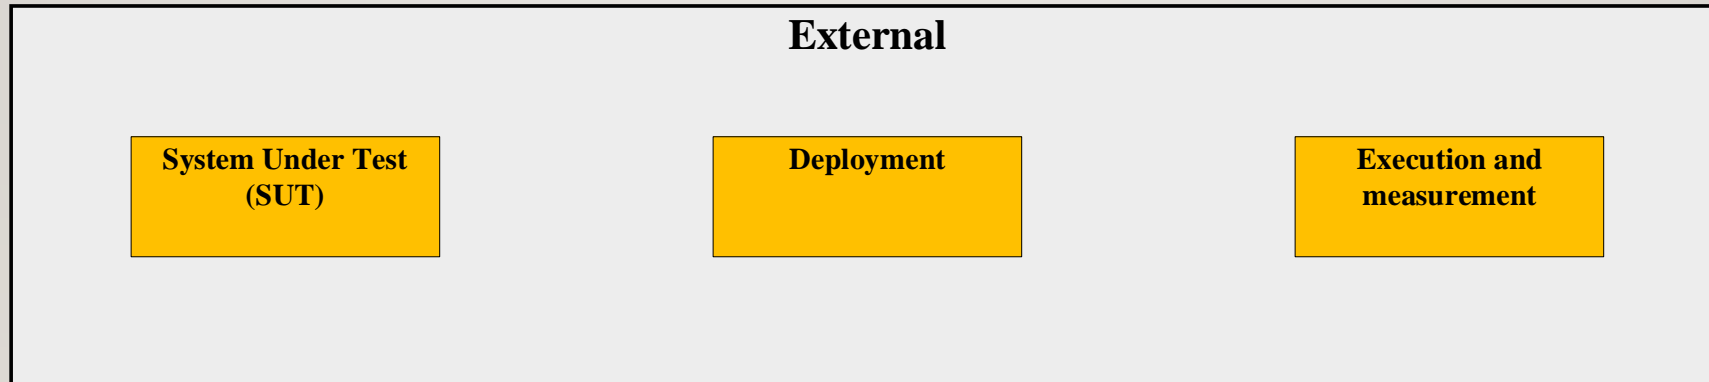 External
System Under Test
(SUT)
Deployment
Execution and
measurement